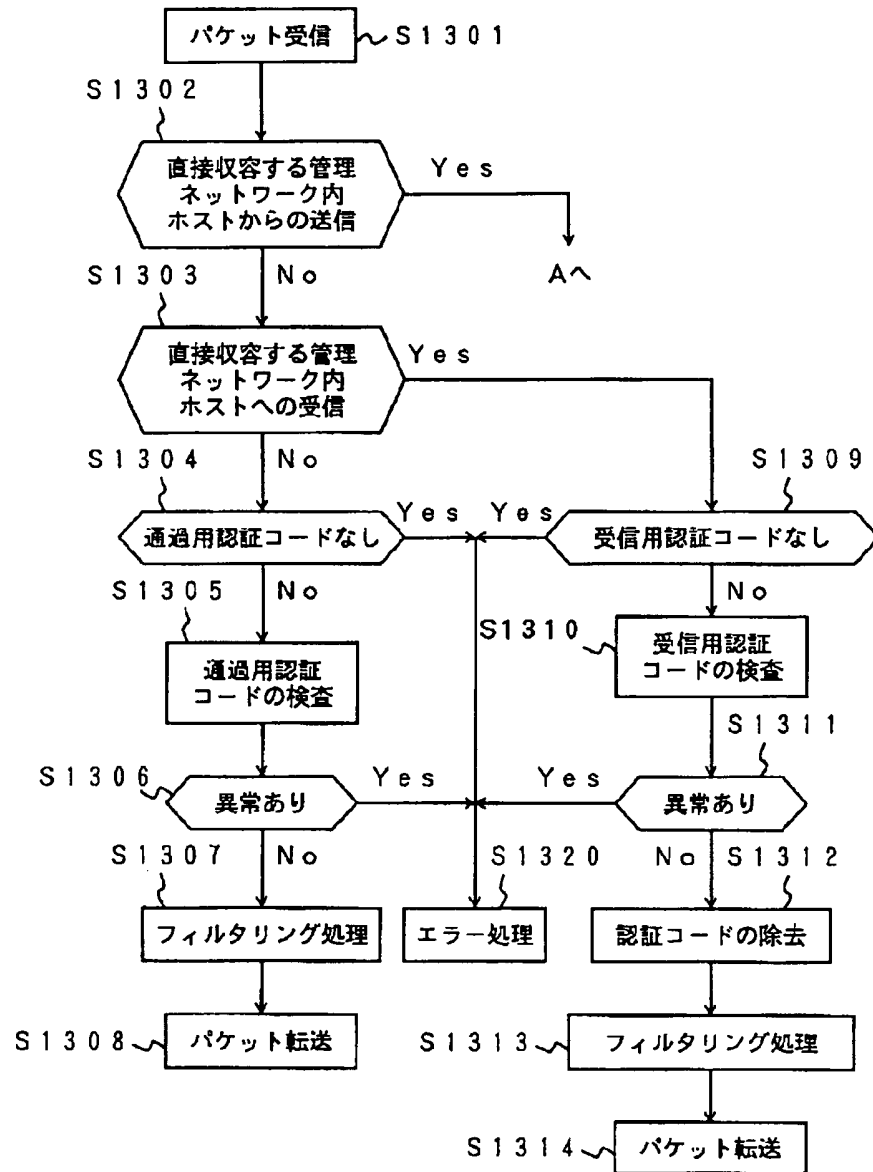 パケット受信
S1301
S1302
直接収容する管理
ネットワーク内
ホストからの送信
Yes
Aへ
No
S1303
直接収容する管理
ネットワーク内
ホストへの受信
Yes
No
S1304
通過用認証コードなし
Yes
Yes
S1309
受信用認証コードなし
No
S1305
通過用認証
コードの検査
No
S1310
受信用認証
コードの検査
S1306
異常あり
Yes
Yes
S1311
異常あり
No
S1307
フィルタリング処理
S1320
エラー処理
No
S1312
認証コードの除去
S1308
パケット転送
S1313
フィルタリング処理
S1314
パケット転送